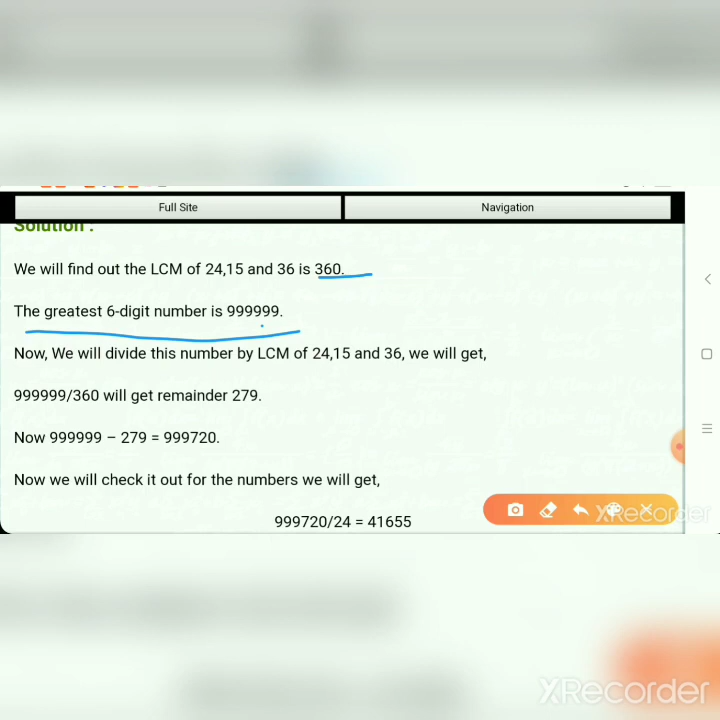 Full Site
Navigation
Solution :
We will find out the LCM of 24,15 and 36 is 360.
The greatest 6-digit number is 999999.
Now, We will divide this number by LCM of 24,15 and 36, we will get,
999999/360 will get remainder 279.
Now 999999 – 279 = 999720.
Now we will check it out for the numbers we will get,
999720/24 = 41655
XRecorder
XRecorder